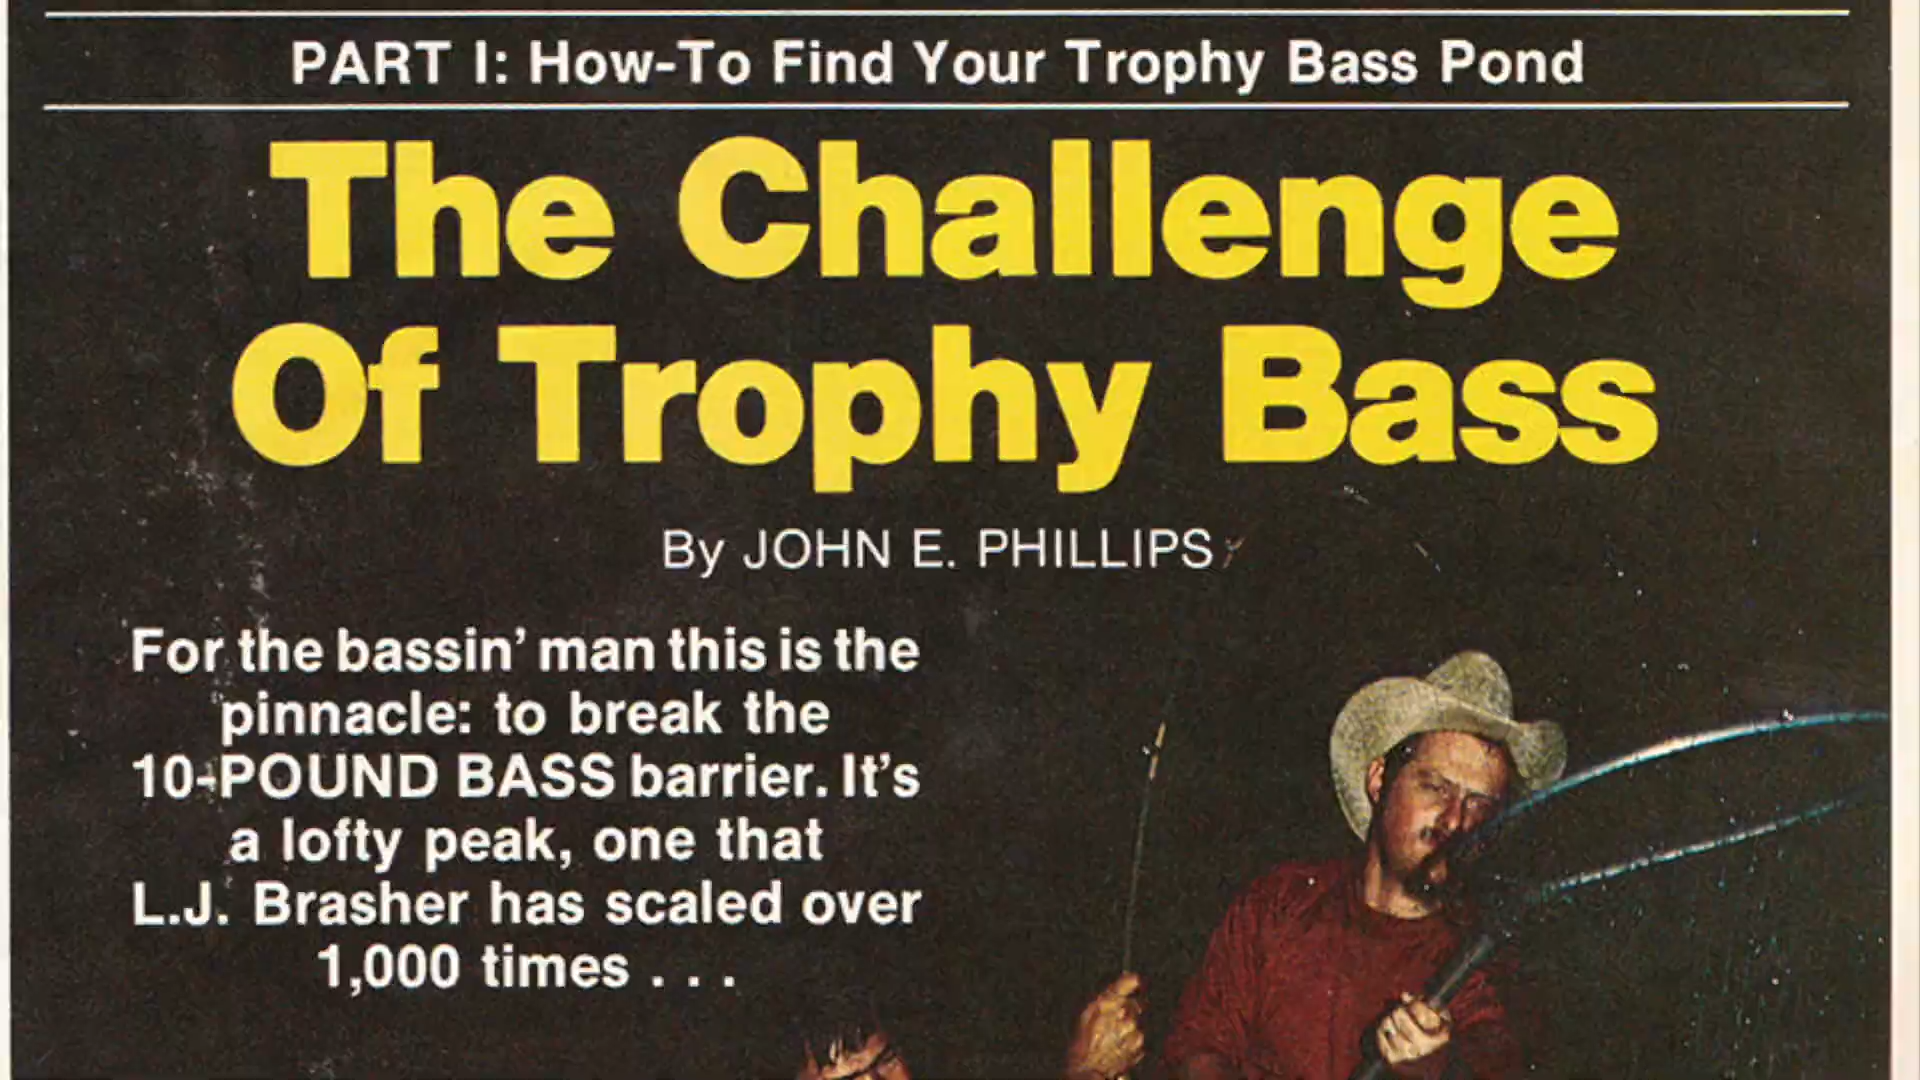 PART I: How-To Find Your Trophy Bass Pond
The Challenge
Of Trophy Bass
By JOHN E. PHILLIPS
For the bassin' man this is the
pinnacle: to break the
10-POUND BASS barrier. It's
a lofty peak, one that
L.J. Brasher has scaled over
1,000 times . . .